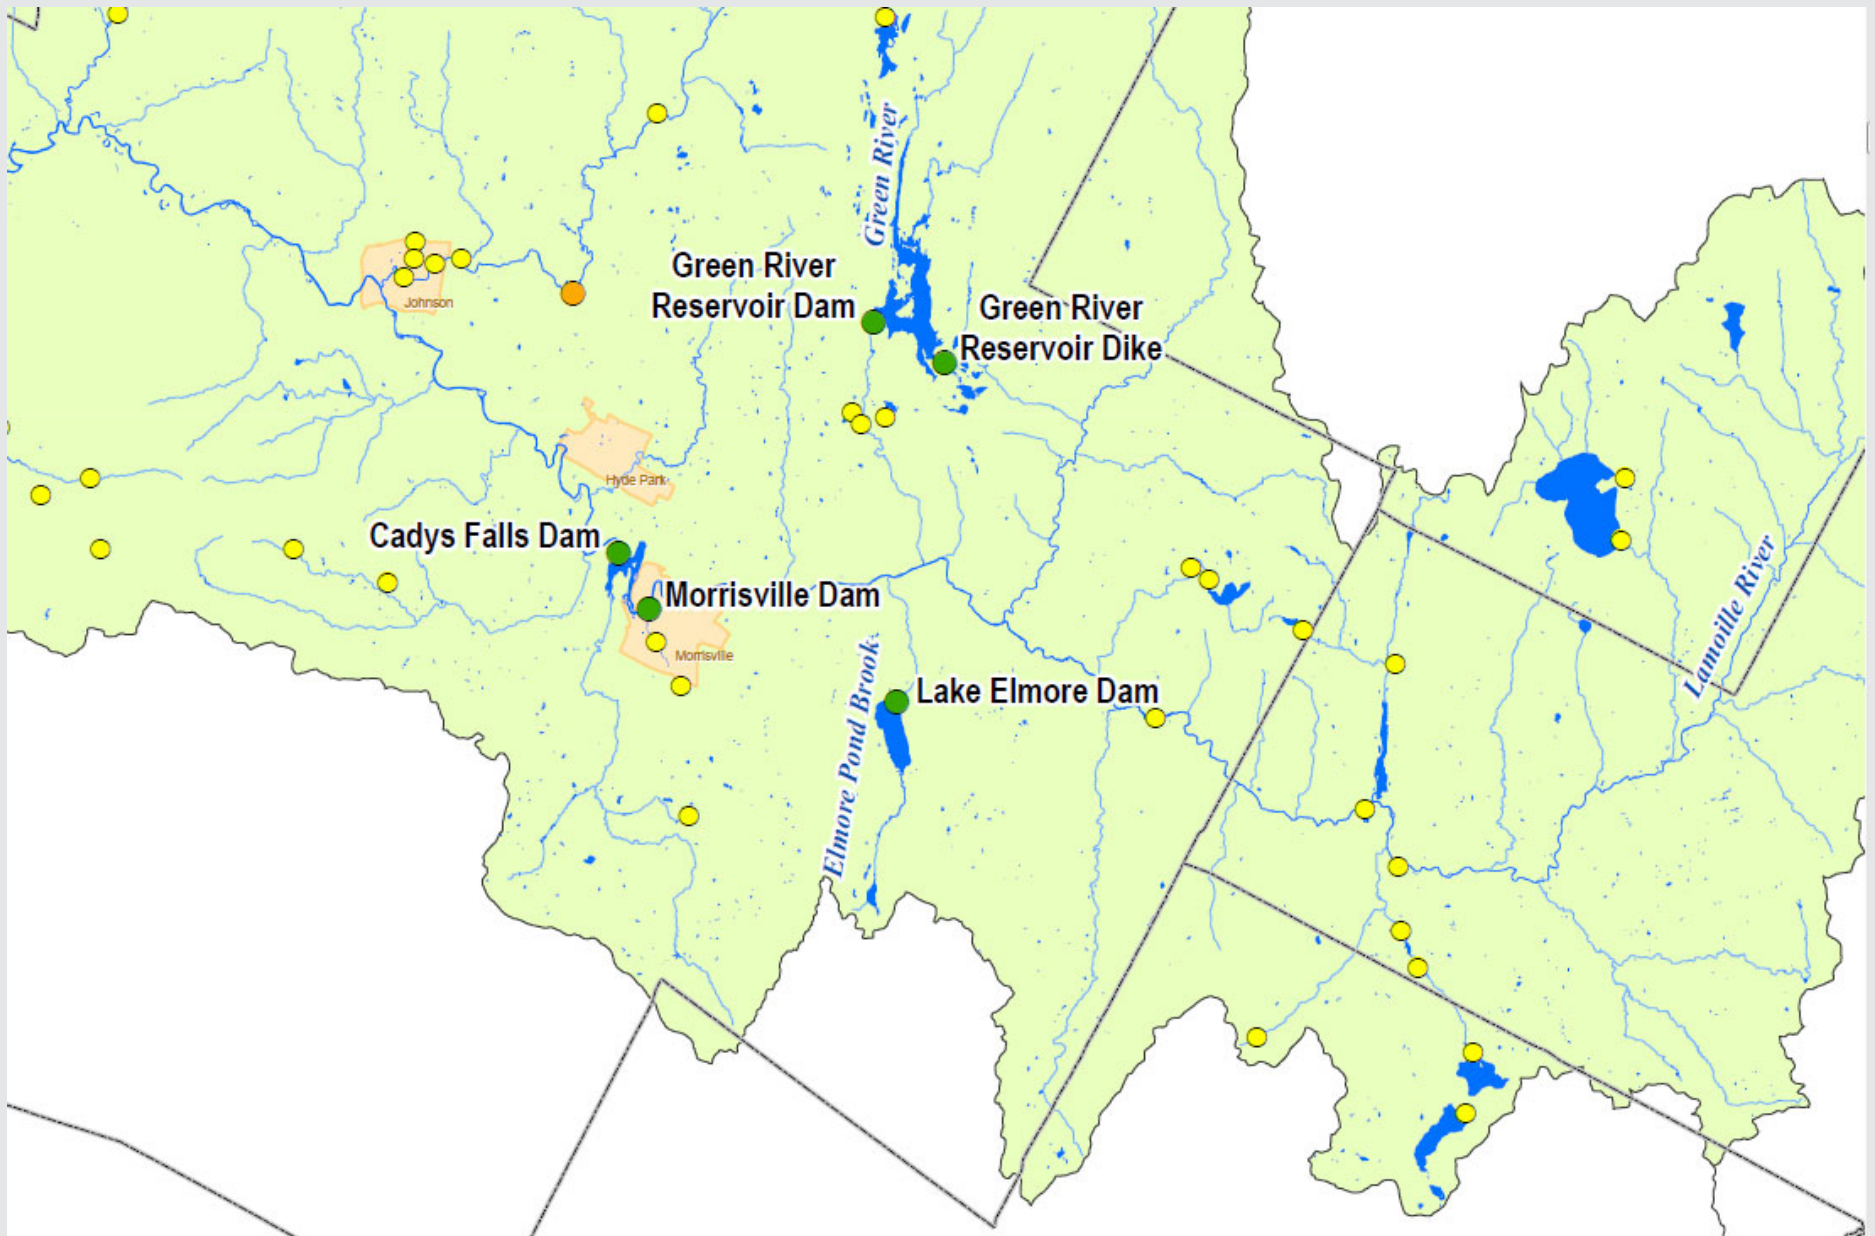 Green River
Green River
Reservoir Dam
Green River
Reservoir Dike
Johnson
Hyde Park
Cadys Falls Dam
Morrisville Dam
Morrisville
Elmore Pond Brook
Lake Elmore Dam
Lamoille River